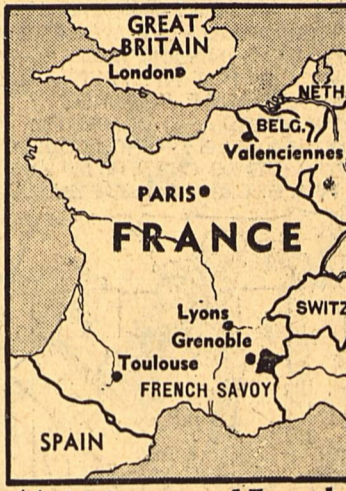 GREAT
BRITAIN
London
NETH
BELG.
Valenciennes
PARIS
FRANCE
SWITZ
Lyons
Grenoble
Toulouse
FRENCH SAVOY
SPAIN